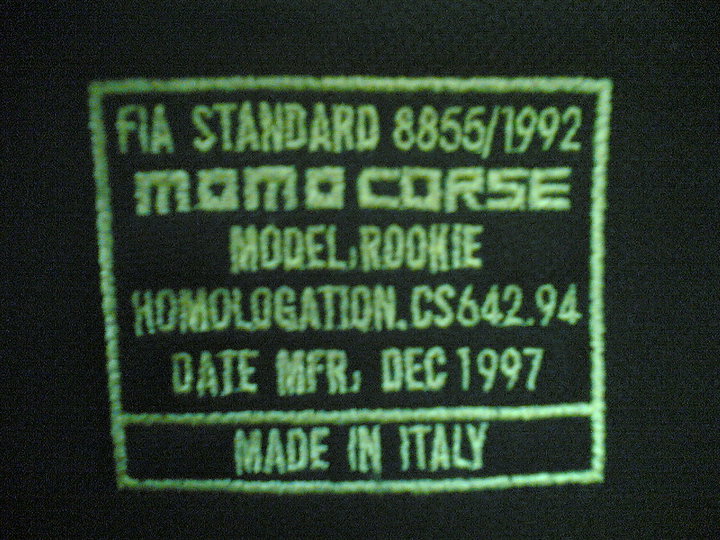 FIA STANDARD 8855/1992
MOMO CORSE
MODEL,ROOKIE
HOMOLOGATION.CS642.94
DATE MFR, DEC 1997
MADE IN ITALY